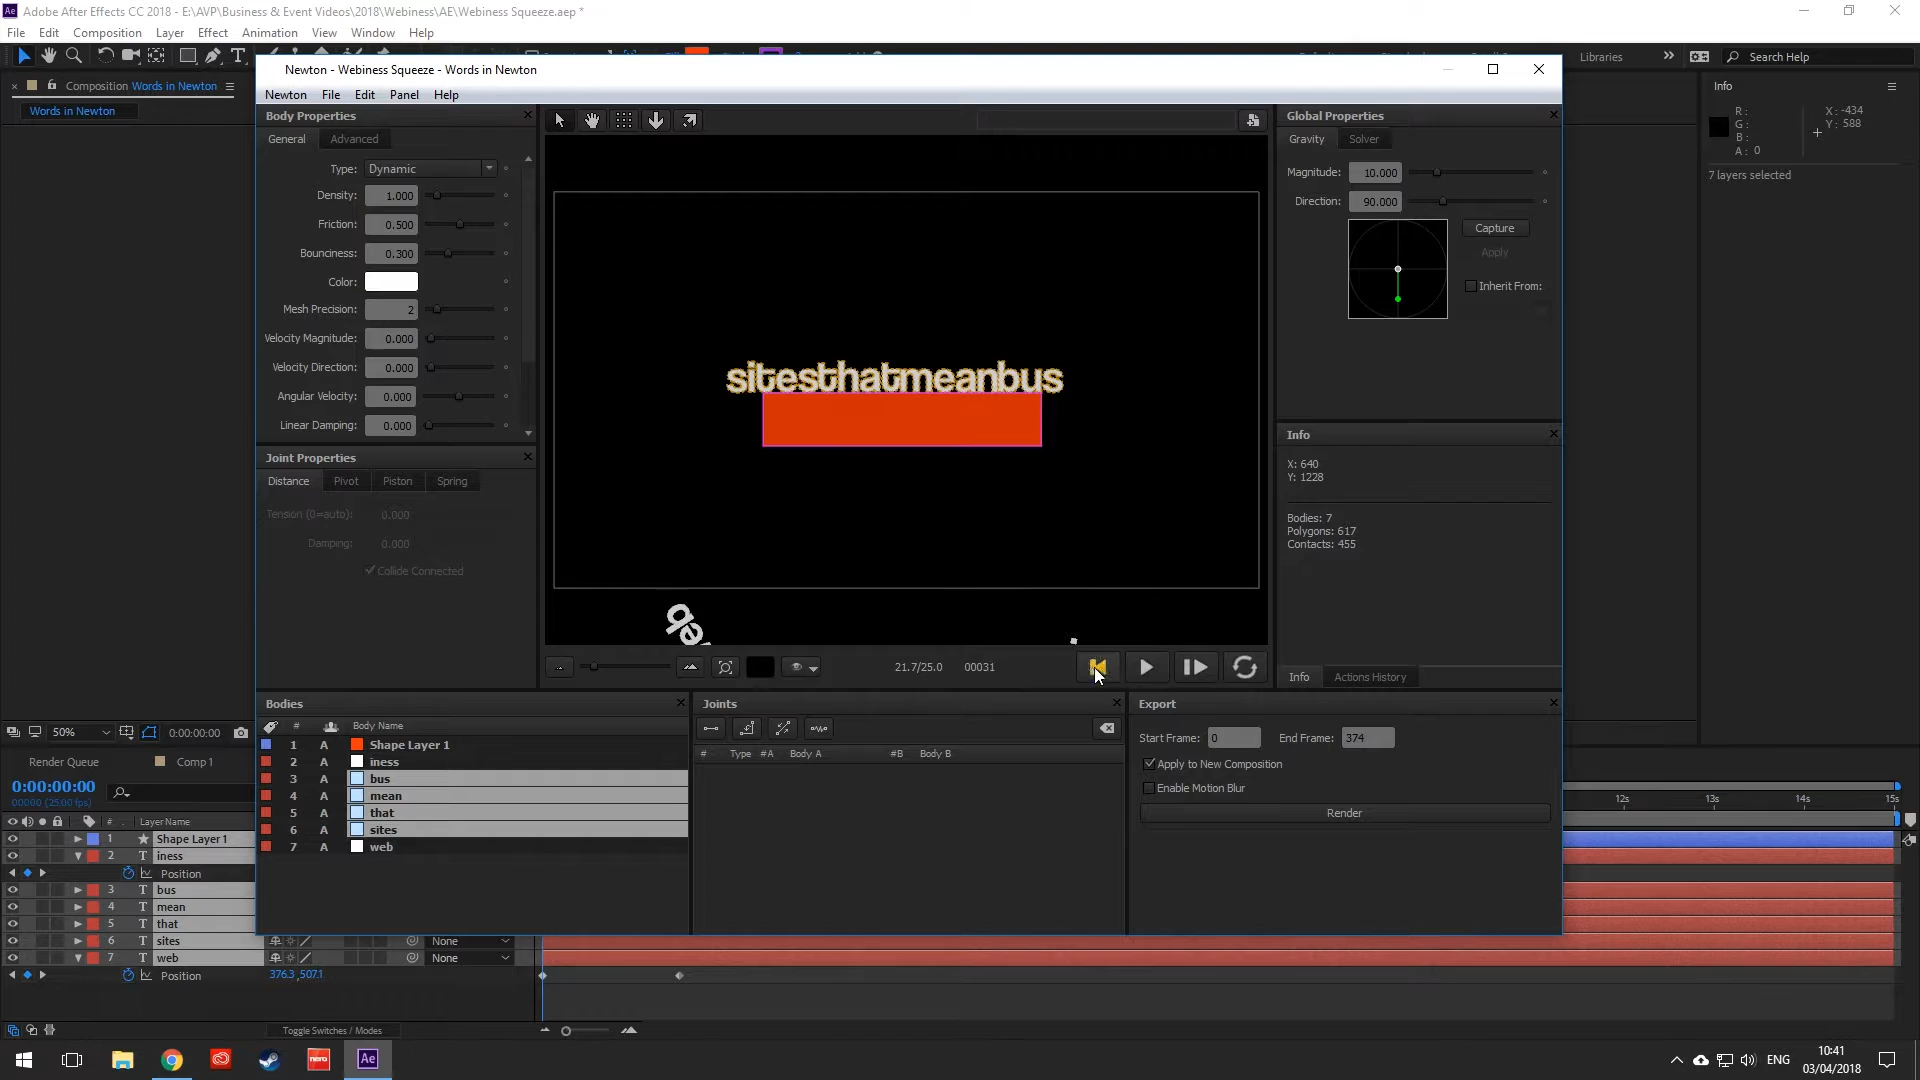 Adobe After Effects CC 2018 - E:\AVP\Business & Event Videos\2018\Webiness\AE\Webiness Squeeze.aep *
File Edit Composition Layer Effect Animation View Window Help
Libraries
Search Help
Composition Words in Newton
Words in Newton
Newton - Webiness Squeeze - Words in Newton
Newton File Edit Panel Help
Body Properties
General Advanced
Type: Dynamic
Density: 1.000
Friction: 0.500
Bounciness: 0.300
Color:
Mesh Precision: 2
Velocity Magnitude: 0.000
Velocity Direction: 0.000
Angular Velocity: 0.000
Linear Damping: 0.000
Joint Properties
Distance Pivot Piston Spring
Tension (0=auto): 0.000
Damping: 0.000
Collide Connected
sitesthatmeanbus
21.7/25.0 00031
Global Properties
Gravity Solver
Magnitude: 10.000
Direction: 90.000
Capture
Apply
Inherit From:
Info
X: 640
Y: 1228
Bodies: 7
Polygons: 617
Contacts: 455
Info Actions History
Info
R : X: -434
G : Y: 588
B :
A : 0
7 layers selected
Bodies
# Body Name
1 A Shape Layer 1
2 A iness
3 A bus
4 A mean
5 A that
6 A sites
7 A web
Joints
# Type #A Body A #B Body B
Export
Start Frame: 0 End Frame: 374
Apply to New Composition
Enable Motion Blur
Render
50% 0:00:00:00
Render Queue Comp 1
0:00:00:00
00000 (25.00 fps)
# Layer Name
12s 13s 14s 15s
1 Shape Layer 1
2 T iness
Position
3 T bus
4 T mean
5 T that
6 T sites None
7 T web None
Position 376.3 ,507.1
Toggle Switches / Modes
nero
Ae
ENG
10:41
03/04/2018